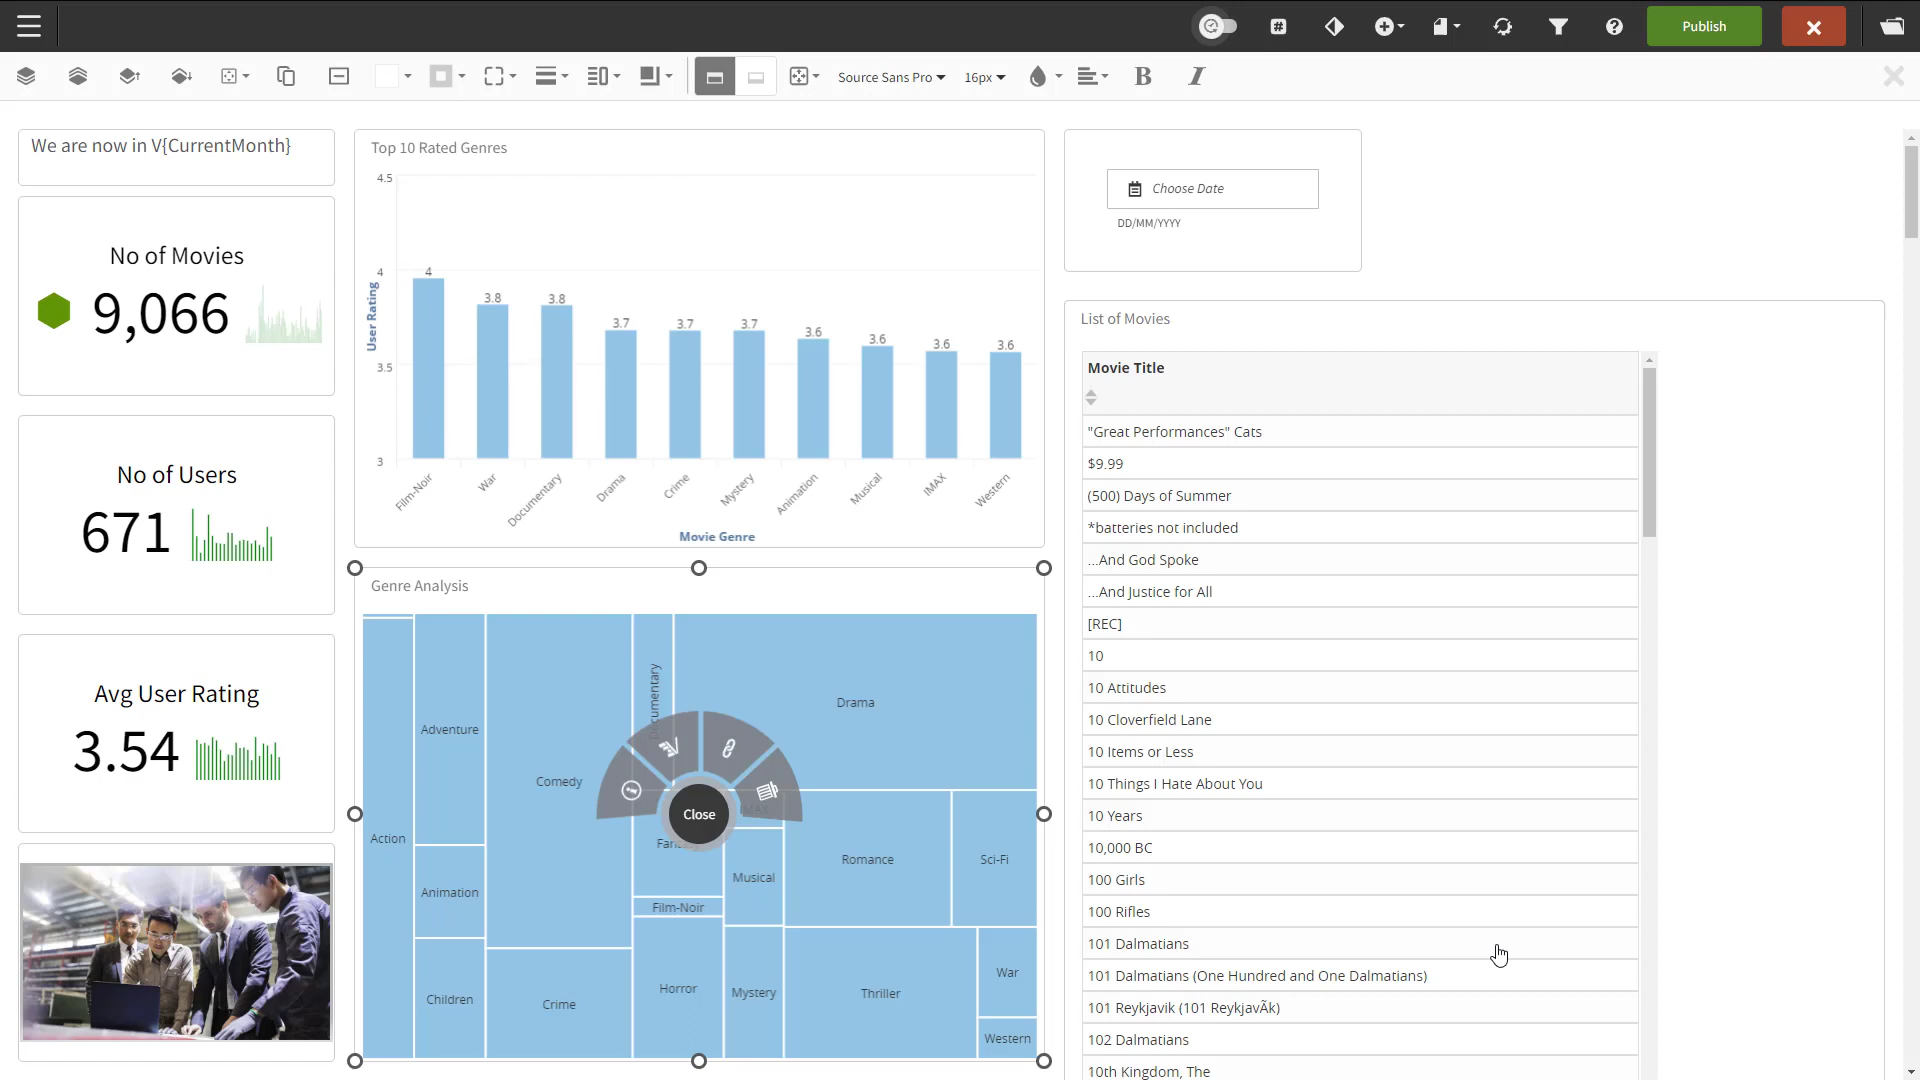 Publish
Source Sans Pro
16px
B
I
We are now in V{CurrentMonth}
No of Movies
9,066
No of Users
671
Avg User Rating
3.54
Top 10 Rated Genres
4.5
4
3.5
3
User Rating
4
3.8
3.8
3.7
3.7
3.7
3.6
3.6
3.6
3.6
Film-Noir
War
Documentary
Drama
Crime
Mystery
Animation
Musical
IMAX
Western
Movie Genre
Genre Analysis
Action
Adventure
Animation
Children
Comedy
Crime
Documentary
Drama
Close
Film-Noir
Horror
Musical
Mystery
Romance
Sci-Fi
Thriller
War
Western
Choose Date
DD/MM/YYYY
List of Movies
Movie Title
"Great Performances" Cats
$9.99
(500) Days of Summer
*batteries not included
...And God Spoke
...And Justice for All
[REC]
10
10 Attitudes
10 Cloverfield Lane
10 Items or Less
10 Things I Hate About You
10 Years
10,000 BC
100 Girls
100 Rifles
101 Dalmatians
101 Dalmatians (One Hundred and One Dalmatians)
101 Reykjavik (101 ReykjavÃk)
102 Dalmatians
10th Kingdom, The